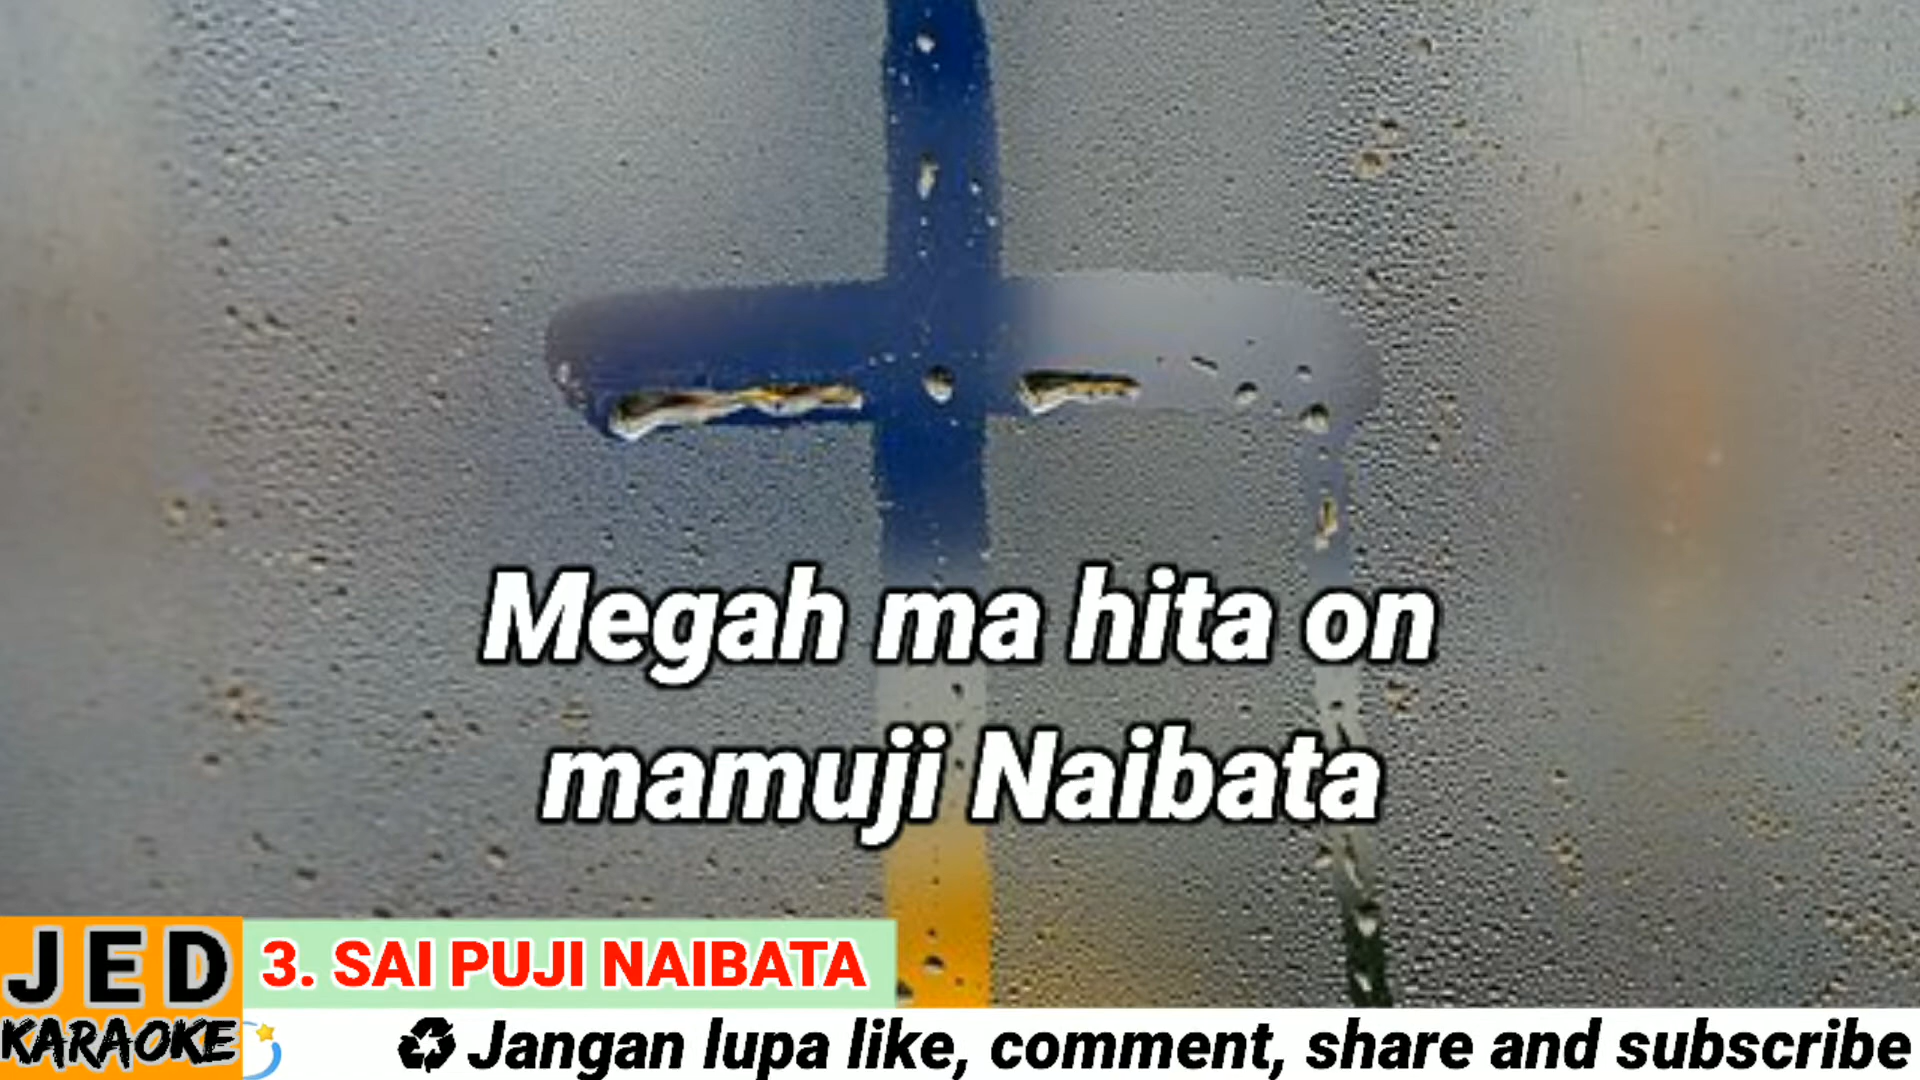 Megah ma hita on
mamuji Naibata
JED
KARAOKE
3. SAI PUJI NAIBATA
Jangan lupa like, comment, share and subscribe